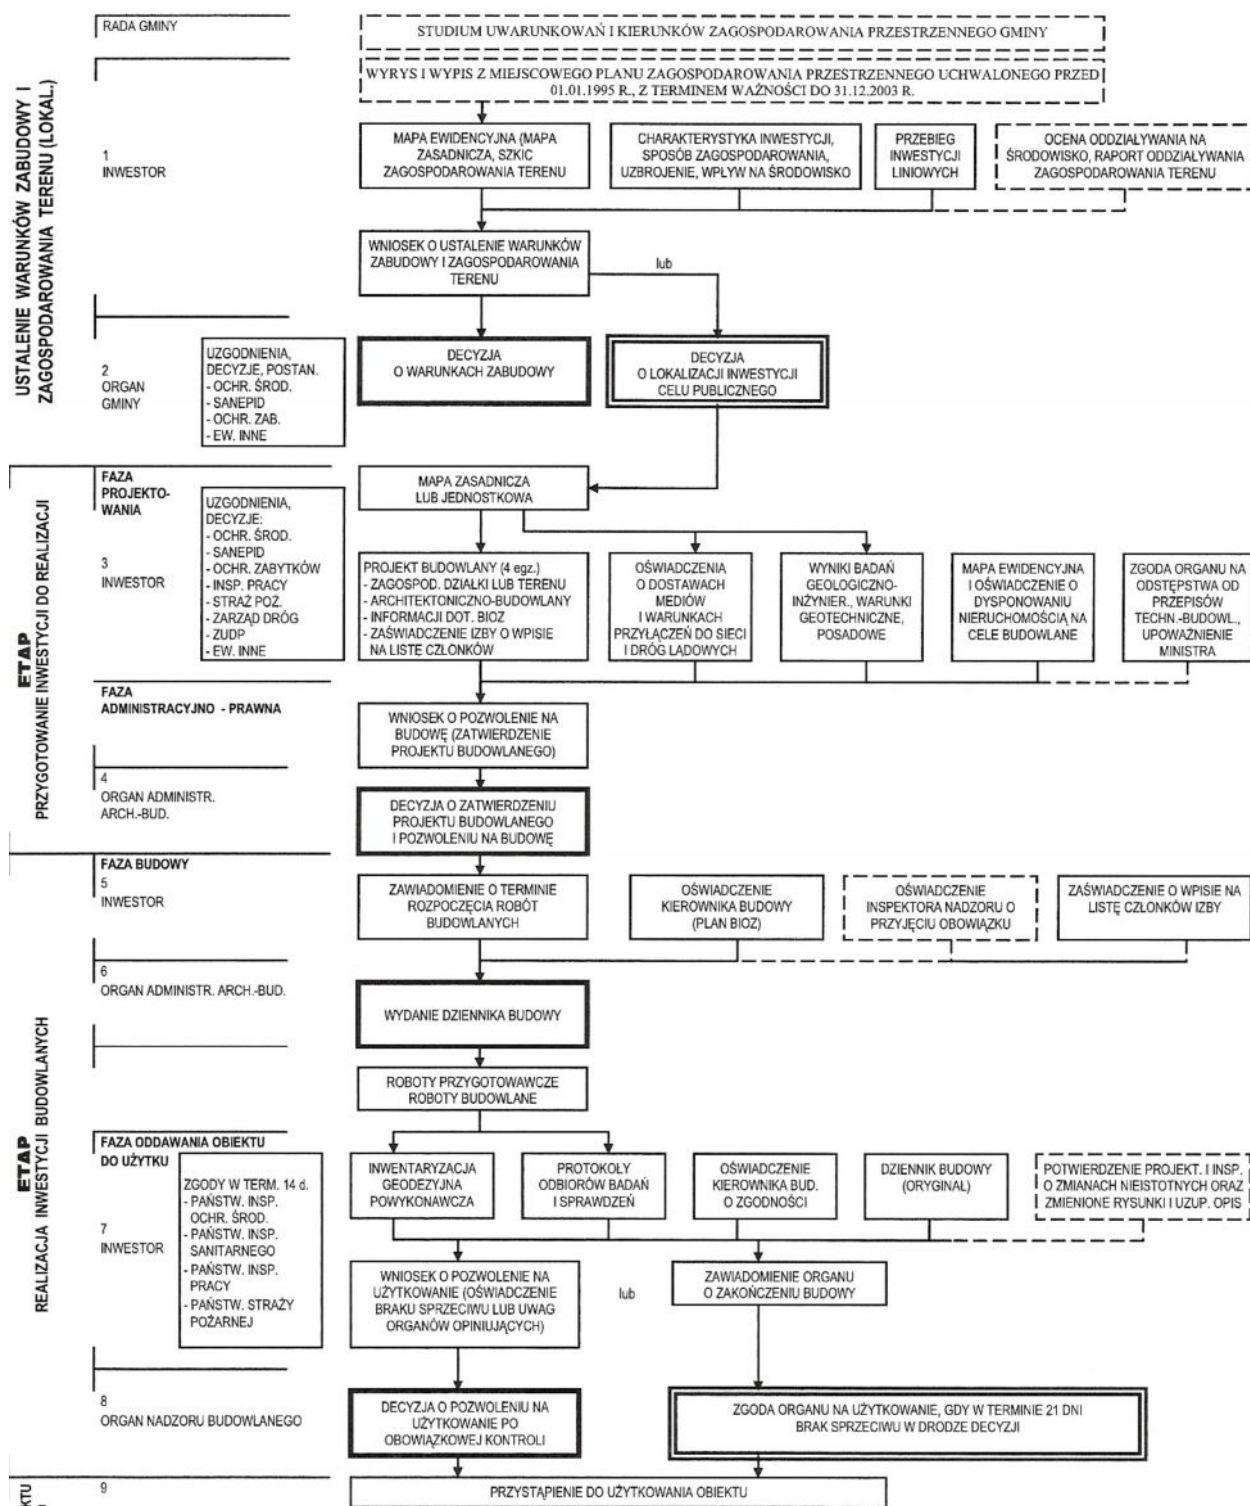 RADA GMINY
STUDIUM UWARUNKOWAŃ I KIERUNKÓW ZAGOSPODAROWANIA PRZESTRZENNEGO GMINY
USTALENIE WARUNKÓW ZABUDOWY I
ZAGOSPODAROWANIA TERENU (LOKAL.)
WYRYS I WYPIS Z MIEJSCOWEGO PLANU ZAGOSPODAROWANIA PRZESTRZENNEGO UCHWALONEGO PRZED
01.01.1995 R., Z TERMINEM WAŻNOŚCI DO 31.12.2003 R.
1
INWESTOR
MAPA EWIDENCYJNA (MAPA
ZASADNICZA, SZKIC
ZAGOSPODAROWANIA TERENU
CHARAKTERYSTYKA INWESTYCJI,
SPOSÓB ZAGOSPODAROWANIA,
UZBROJENIE, WPŁYW NA ŚRODOWISKO
PRZEBIEG
INWESTYCJI
LINIOWYCH
OCENA ODDZIAŁYWANIA NA
ŚRODOWISKO, RAPORT ODDZIAŁYWANIA
ZAGOSPODAROWANIA TERENU
WNIOSEK O USTALENIE WARUNKÓW
ZABUDOWY I ZAGOSPODAROWANIA
TERENU
lub
2
ORGAN
GMINY
UZGODNIENIA,
DECYZJE, POSTAN.
- OCHR. ŚROD.
- SANEPID
- OCHR. ZAB.
- EW. INNE
DECYZJA
O WARUNKACH ZABUDOWY
DECYZJA
O LOKALIZACJI INWESTYCJI
CELU PUBLICZNEGO
ETAP
PRZYGOTOWANIE INWESTYCJI DO REALIZACJI
FAZA
PROJEKTO-
WANIA
3
INWESTOR
UZGODNIENIA,
DECYZJE:
- OCHR. ŚROD.
- SANEPID
- OCHR. ZABYTKÓW
- INSP. PRACY
- STRAŻ POŻ.
- ZARZĄD DRÓG
- ZUDP
- EW. INNE
MAPA ZASADNICZA
LUB JEDNOSTKOWA
PROJEKT BUDOWLANY (4 egz.)
- ZAGOSPOD. DZIAŁKI LUB TERENU
- ARCHITEKTONICZNO-BUDOWLANY
- INFORMACJI DOT. BIOZ
- ZAŚWIADCZENIE IZBY O WPISIE
NA LISTĘ CZŁONKÓW
OŚWIADCZENIA
O DOSTAWACH
MEDIÓW
I WARUNKACH
PRZYŁĄCZEŃ DO SIECI
I DRÓG LĄDOWYCH
WYNIKI BADAŃ
GEOLOGICZNO-
INŻYNIER., WARUNKI
GEOTECHNICZNE,
POSADOWE
MAPA EWIDENCYJNA
I OŚWIADCZENIE O
DYSPONOWANIU
NIERUCHOMOŚCIĄ NA
CELE BUDOWLANE
ZGODA ORGANU NA
ODSTĘPSTWA OD
PRZEPISÓW
TECHN.-BUDOWL.,
UPOWAŻNIENIE
MINISTRA
FAZA
ADMINISTRACYJNO - PRAWNA
WNIOSEK O POZWOLENIE NA
BUDOWĘ (ZATWIERDZENIE
PROJEKTU BUDOWLANEGO)
4
ORGAN ADMINISTR.
ARCH.-BUD.
DECYZJA O ZATWIERDZENIU
PROJEKTU BUDOWLANEGO
I POZWOLENIU NA BUDOWĘ
ETAP
REALIZACJA INWESTYCJI BUDOWLANYCH
FAZA BUDOWY
5
INWESTOR
ZAWIADOMIENIE O TERMINIE
ROZPOCZĘCIA ROBÓT
BUDOWLANYCH
OŚWIADCZENIE
KIEROWNIKA BUDOWY
(PLAN BIOZ)
OŚWIADCZENIE
INSPEKTORA NADZORU O
PRZYJĘCIU OBOWIĄZKU
ZAŚWIADCZENIE O WPISIE NA
LISTĘ CZŁONKÓW IZBY
6
ORGAN ADMINISTR. ARCH.-BUD.
WYDANIE DZIENNIKA BUDOWY
ROBOTY PRZYGOTOWAWCZE
ROBOTY BUDOWLANE
FAZA ODDAWANIA OBIEKTU
DO UŻYTKU
7
INWESTOR
ZGODY W TERM. 14 d.
- PAŃSTW. INSP.
OCHR. ŚROD.
- PAŃSTW. INSP.
SANITARNEGO
- PAŃSTW. INSP.
PRACY
- PAŃSTW. STRAŻY
POŻARNEJ
INWENTARYZACJA
GEODEZYJNA
POWYKONAWCZA
PROTOKOŁY
ODBIORÓW BADAŃ
I SPRAWDZEŃ
OŚWIADCZENIE
KIEROWNIKA BUD.
O ZGODNOŚCI
DZIENNIK BUDOWY
(ORYGINAŁ)
POTWIERDZENIE PROJEKT. I INSP.
O ZMIANACH NIEISTOTNYCH ORAZ
ZMIENIONE RYSUNKI I UZUP. OPIS
WNIOSEK O POZWOLENIE NA
UŻYTKOWANIE (OŚWIADCZENIE
BRAKU SPRZECIWU LUB UWAG
ORGANÓW OPINIUJĄCYCH)
lub
ZAWIADOMIENIE ORGANU
O ZAKOŃCZENIU BUDOWY
8
ORGAN NADZORU BUDOWLANEGO
DECYZJA O POZWOLENIU NA
UŻYTKOWANIE PO
OBOWIĄZKOWEJ KONTROLI
ZGODA ORGANU NA UŻYTKOWANIE, GDY W TERMINIE 21 DNI
BRAK SPRZECIWU W DRODZE DECYZJI
9
PRZYSTĄPIENIE DO UŻYTKOWANIA OBIEKTU